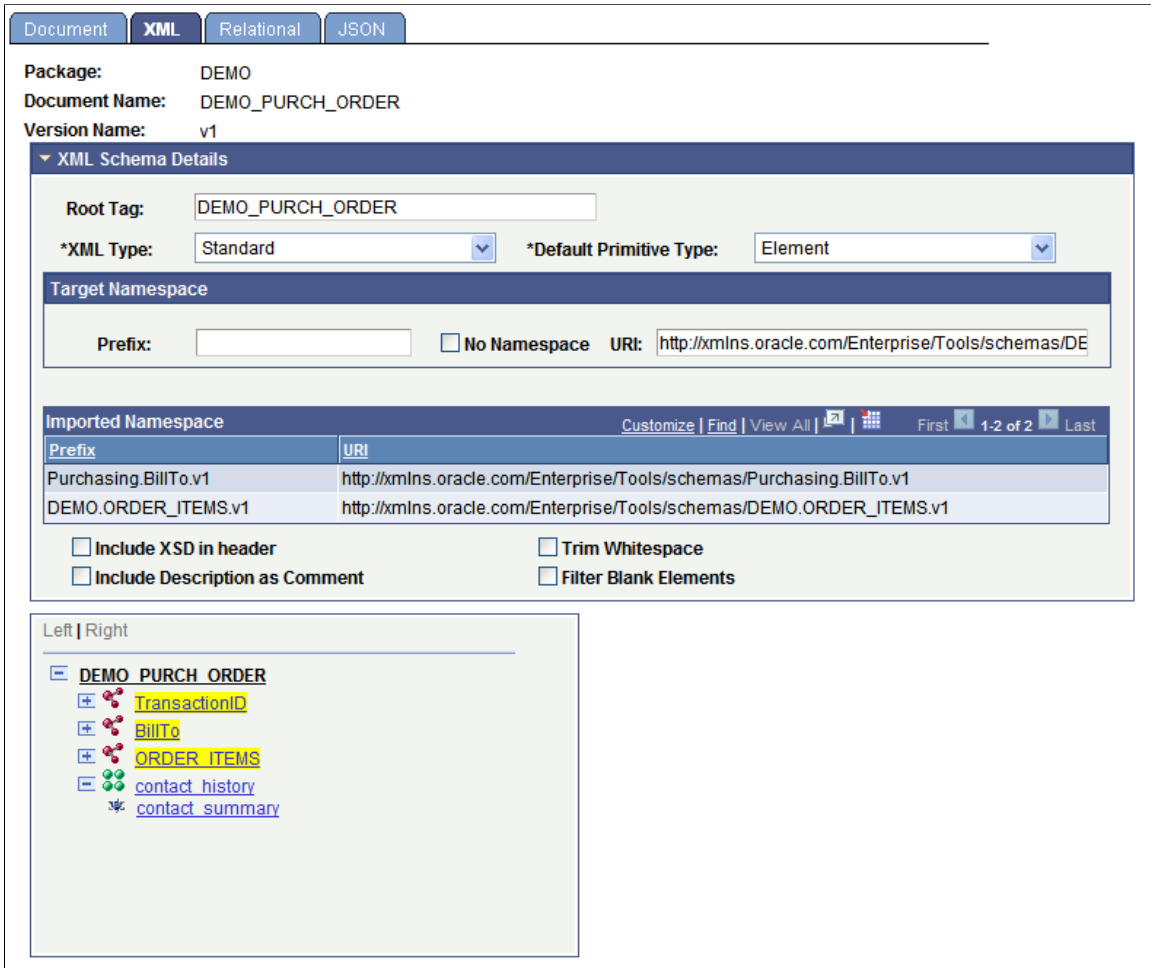 Document XML Relational JSON
Package: DEMO
Document Name: DEMO_PURCH_ORDER
Version Name: v1
XML Schema Details
Root Tag: DEMO_PURCH_ORDER
*XML Type: Standard *Default Primitive Type: Element
Target Namespace
Prefix: No Namespace URI: http://xmlns.oracle.com/Enterprise/Tools/schemas/DE
Imported Namespace Customize | Find | View All | | First 1-2 of 2 Last
Prefix URI
Purchasing.BillTo.v1 http://xmlns.oracle.com/Enterprise/Tools/schemas/Purchasing.BillTo.v1
DEMO.ORDER_ITEMS.v1 http://xmlns.oracle.com/Enterprise/Tools/schemas/DEMO.ORDER_ITEMS.v1
Include XSD in header Trim Whitespace
Include Description as Comment Filter Blank Elements
Left | Right
DEMO_PURCH_ORDER
TransactionID
BillTo
ORDER_ITEMS
contact_history
contact_summary